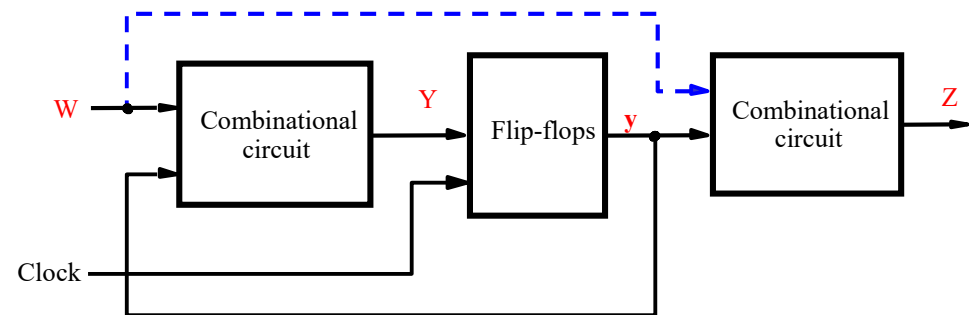 W
Combinational
circuit
Y
Flip-flops
y
Combinational
circuit
Z
Clock